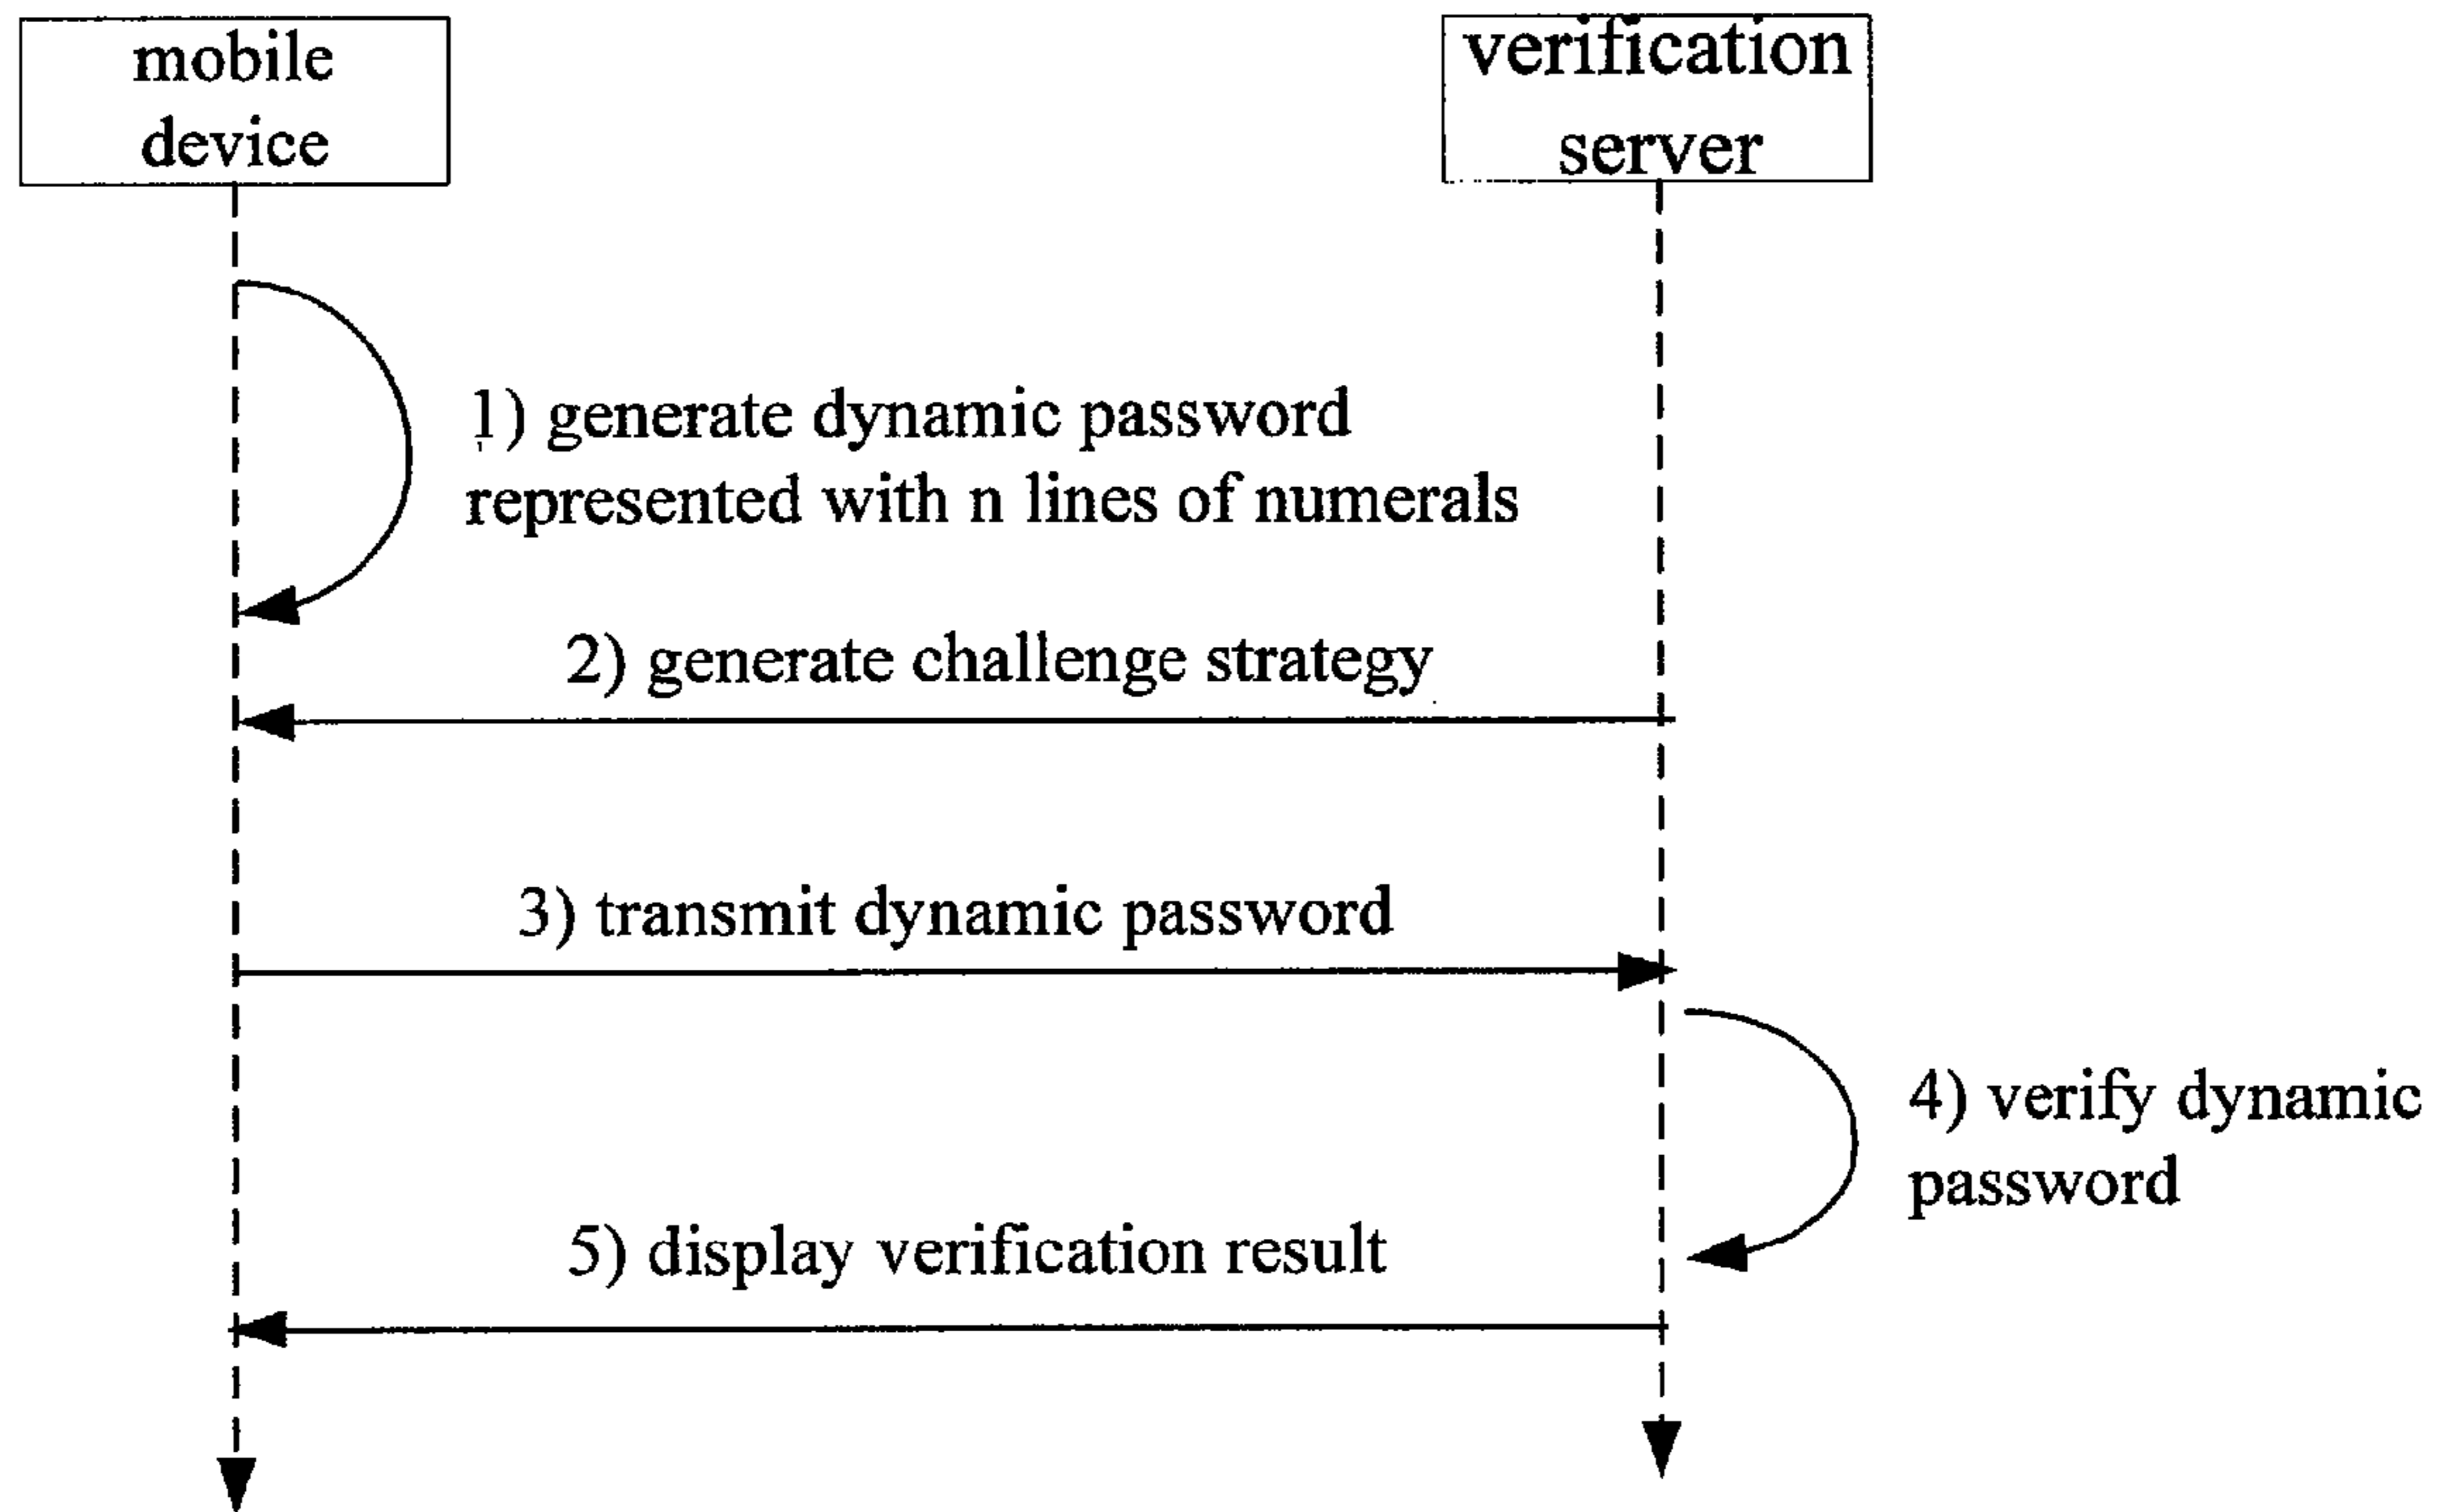 mobile
device
verification
server
1) generate dynamic password
represented with n lines of numerals
2) generate challenge strategy
3) transmit dynamic password
4) verify dynamic
password
5) display verification result